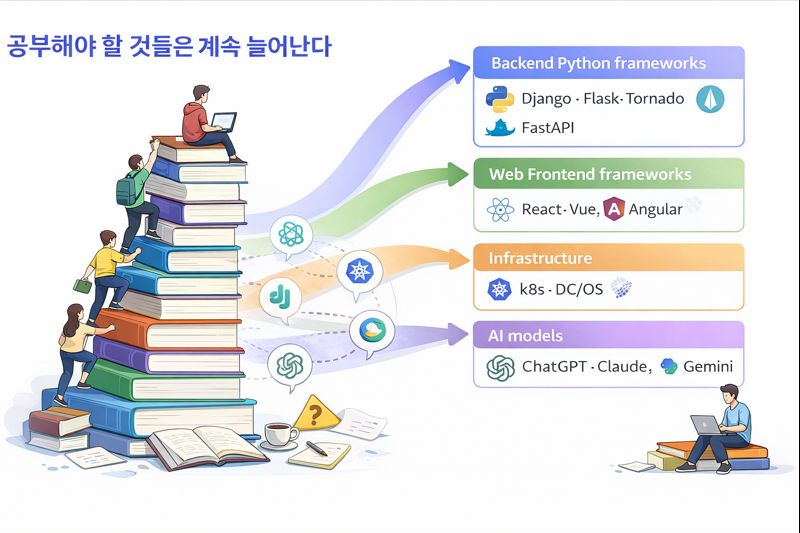 공부해야 할 것들은 계속 늘어난다
Backend Python frameworks
Django · Flask · Tornado
FastAPI
Web Frontend frameworks
React · Vue, Angular
Infrastructure
k8s · DC/OS
AI models
ChatGPT · Claude, Gemini
dj
?